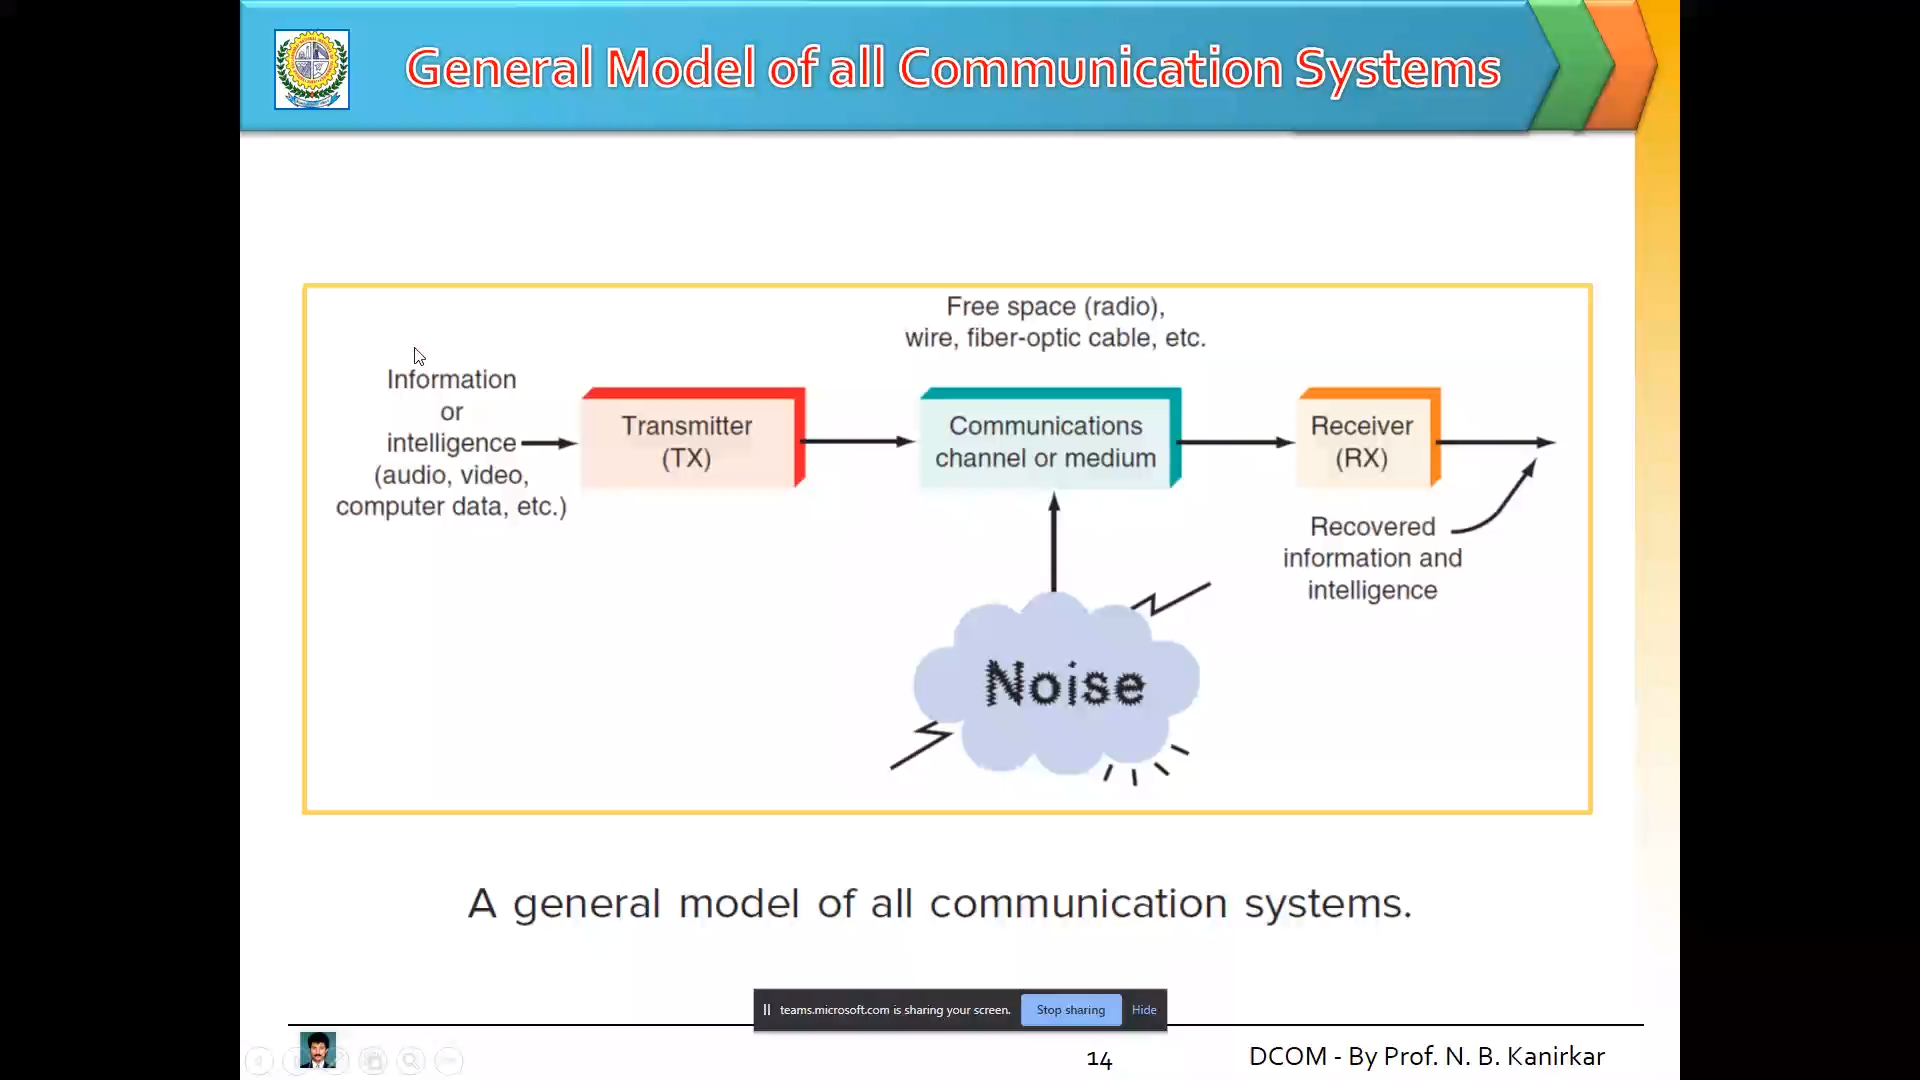 General Model of all Communication Systems
Free space (radio),
wire, fiber-optic cable, etc.
Information
or
intelligence
(audio, video,
computer data, etc.)
Transmitter
(TX)
Communications
channel or medium
Receiver
(RX)
Recovered
information and
intelligence
Noise
A general model of all communication systems.
teams.microsoft.com is sharing your screen.
Stop sharing
Hide
14
DCOM - By Prof. N. B. Kanirkar